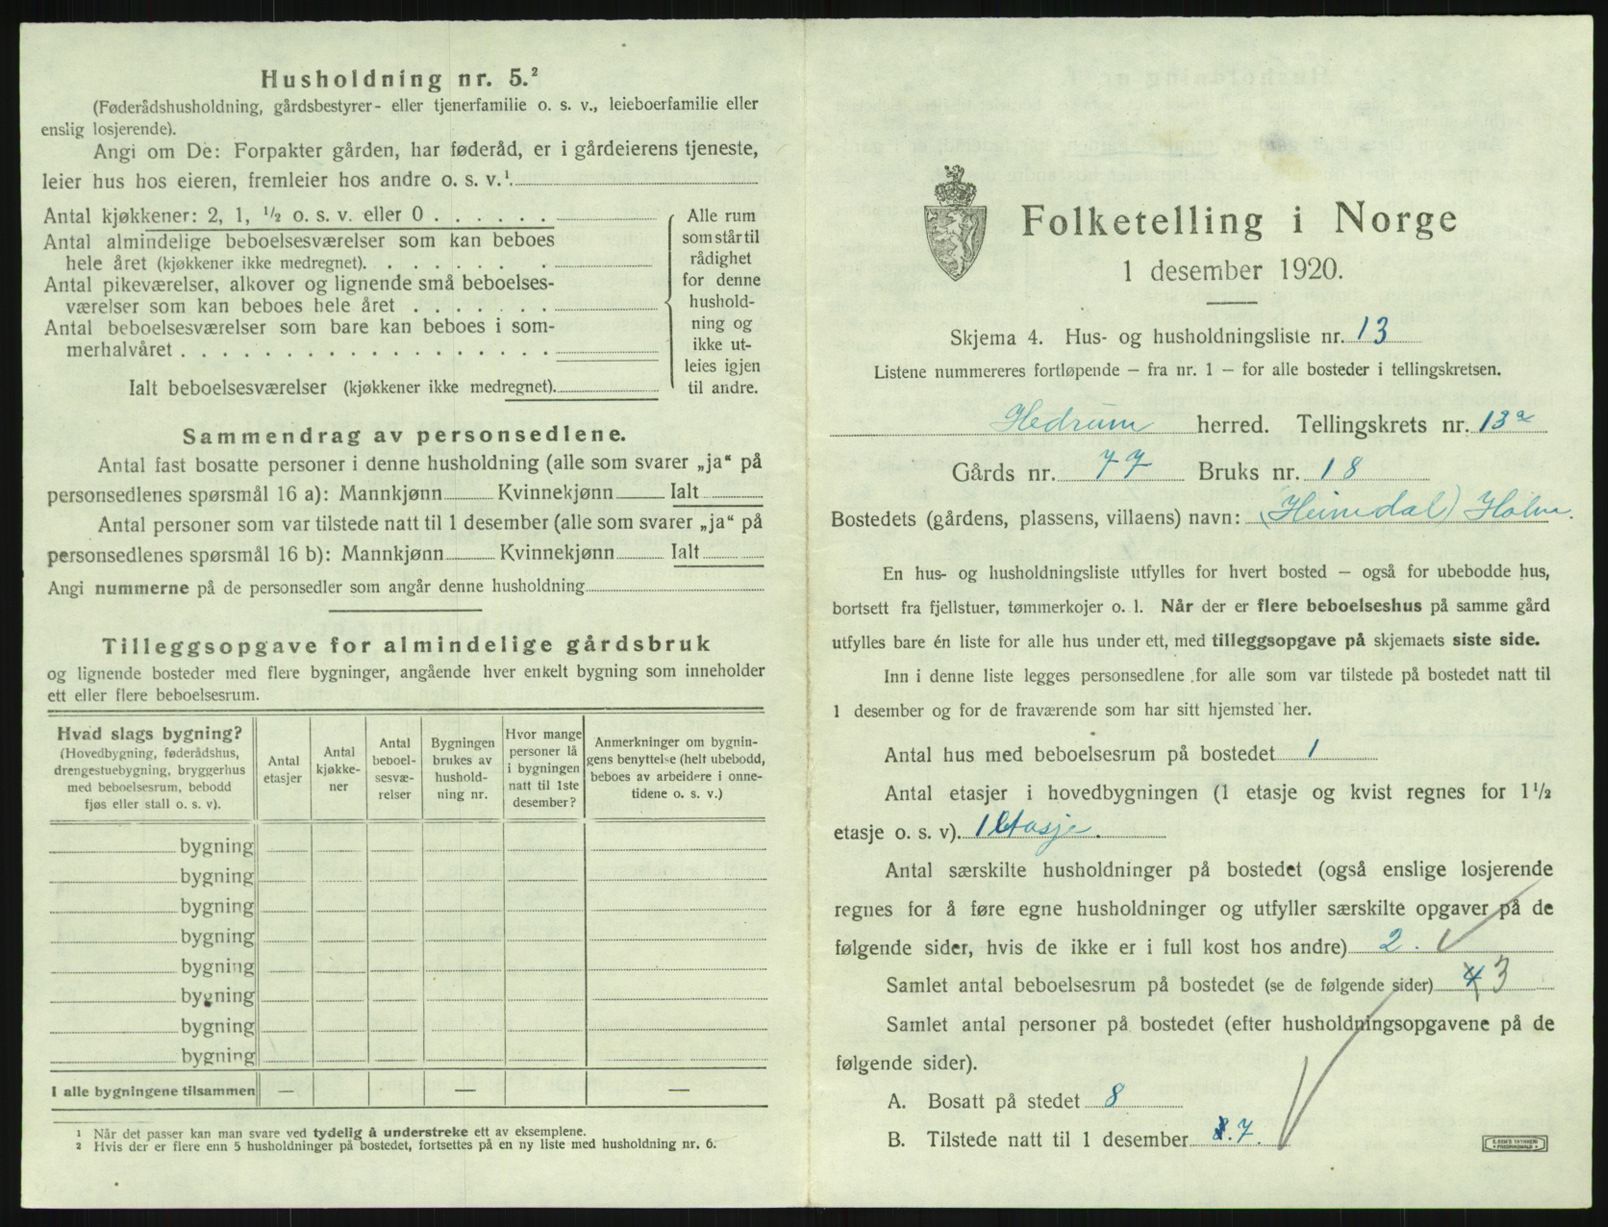 Husholdning nr. 5.²
(Føderådshusholdning, gårdsbestyrer- eller tjenerfamilie o. s. v., leieboerfamilie eller
enslig losjerende).
Angi om De: Forpakter gården, har føderåd, er i gårdeierens tjeneste,
leier hus hos eieren, fremleier hos andre o. s. v.¹.
Antal kjøkkener: 2, 1, ½ o. s. v. eller 0 . . . . . .
Antal almindelige beboelsesværelser som kan beboes
hele året (kjøkkener ikke medregnet). . . . . . . .
Antal pikeværelser, alkover og lignende små beboelses-
værelser som kan beboes hele året . . . . . . .
Antal beboelsesværelser som bare kan beboes i som-
merhalvåret . . . . . . . . . . . . . . . . . .
Ialt beboelsesværelser (kjøkkener ikke medregnet).
Alle rum
som står til
rådighet
for denne
hushold-
ning og
ikke ut-
leies igjen
til andre.
Sammendrag av personsedlene.
Antal fast bosatte personer i denne husholdning (alle som svarer „ja“ på
personsedlenes spørsmål 16 a): Mannkjønn Kvinnekjønn Ialt
Antal personer som var tilstede natt til 1 desember (alle som svarer „ja“ på
personsedlenes spørsmål 16 b): Mannkjønn Kvinnekjønn Ialt
Angi nummerne på de personsedler som angår denne husholdning
Tilleggsopgave for almindelige gårdsbruk
og lignende bosteder med flere bygninger, angående hver enkelt bygning som inneholder
ett eller flere beboelsesrum.
Hvad slags bygning?
(Hovedbygning, føderådshus,
drengestuebygning, bryggerhus
med beboelsesrum, bebodd
fjøs eller stall o. s. v).
Antal
etasjer
Antal
kjøkke-
ner
Antal
beboel-
sesvæ-
relser
Bygningen
brukes av
hushold-
ning nr.
Hvor mange
personer lå
i bygningen
natt til 1ste
desember?
Anmerkninger om bygnin-
gens benyttelse (helt ubebodd,
beboes av arbeidere i onne-
tidene o. s. v.)
bygning
bygning
bygning
bygning
bygning
bygning
bygning
bygning
I alle bygningene tilsammen — — —
¹ Når det passer kan man svare ved tydelig å understreke ett av eksemplene.
² Hvis der er flere enn 5 husholdninger på bostedet, fortsettes på en ny liste med husholdning nr. 6.
Folketelling i Norge
1 desember 1920.
Skjema 4. Hus- og husholdningsliste nr. 13
Listene nummereres fortløpende — fra nr. 1 — for alle bosteder i tellingskretsen.
Hedrum herred. Tellingskrets nr. 13a
Gårds nr. 77 Bruks nr. 18
Bostedets (gårdens, plassens, villaens) navn: (Heimdal) Holm
En hus- og husholdningsliste utfylles for hvert bosted — også for ubebodde hus,
bortsett fra fjellstuer, tømmerkojer o. l. Når der er flere beboelseshus på samme gård
utfylles bare én liste for alle hus under ett, med tilleggsopgave på skjemaets siste side.
Inn i denne liste legges personsedlene for alle som var tilstede på bostedet natt til
1 desember og for de fraværende som har sitt hjemsted her.
Antal hus med beboelsesrum på bostedet 1
Antal etasjer i hovedbygningen (1 etasje og kvist regnes for 1½
etasje o. s. v). 1 Etasje.
Antal særskilte husholdninger på bostedet (også enslige losjerende
regnes for å føre egne husholdninger og utfyller særskilte opgaver på de
følgende sider, hvis de ikke er i full kost hos andre) 2.
Samlet antal beboelsesrum på bostedet (se de følgende sider) 4 3
Samlet antal personer på bostedet (efter husholdningsopgavene på de
følgende sider).
A. Bosatt på stedet 8
B. Tilstede natt til 1 desember 8. 7.